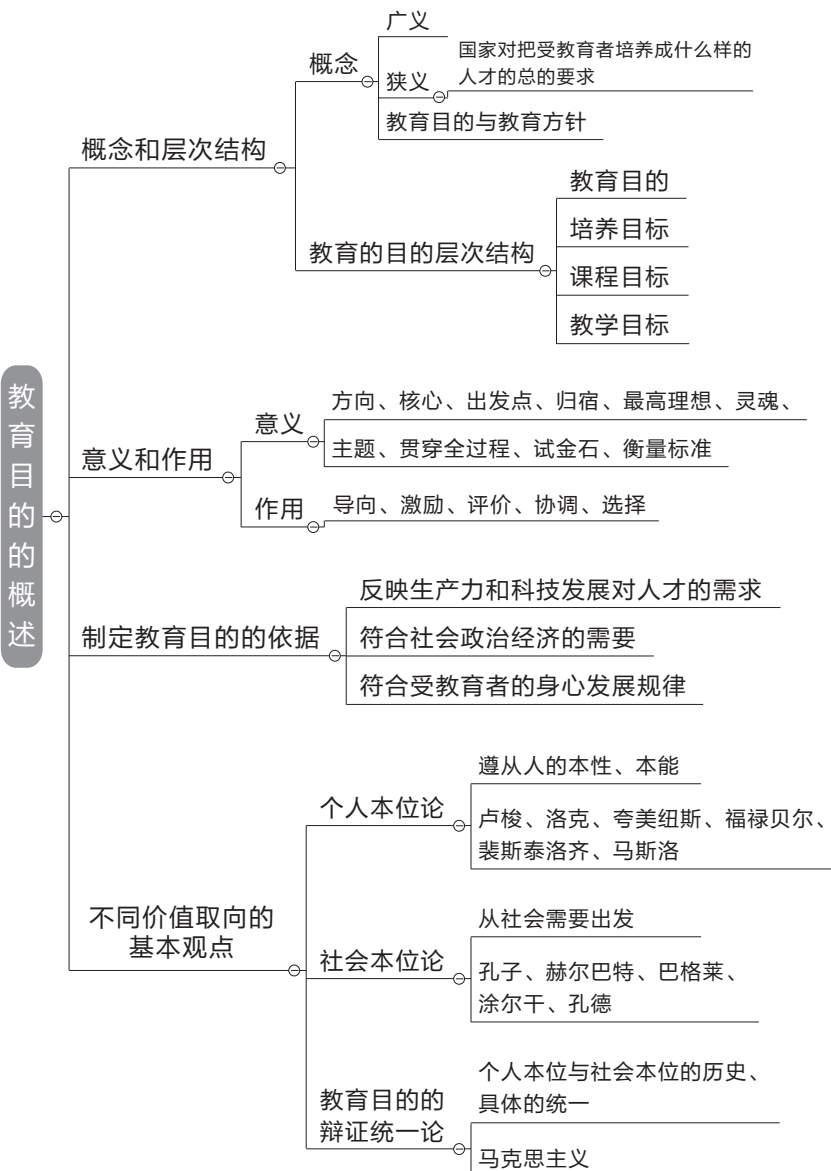 教育目的的概述
概念和层次结构
概念
广义
狭义
国家对把受教育者培养成什么样的
人才的总的要求
教育目的与教育方针
教育的目的层次结构
教育目的
培养目标
课程目标
教学目标
意义和作用
意义
方向、核心、出发点、归宿、最高理想、灵魂、
主题、贯穿全过程、试金石、衡量标准
作用
导向、激励、评价、协调、选择
制定教育目的的依据
反映生产力和科技发展对人才的需求
符合社会政治经济的需要
符合受教育者的身心发展规律
不同价值取向的
基本观点
个人本位论
遵从人的本性、本能
卢梭、洛克、夸美纽斯、福禄贝尔、
裴斯泰洛齐、马斯洛
社会本位论
从社会需要出发
孔子、赫尔巴特、巴格莱、
涂尔干、孔德
教育目的的
辩证统一论
个人本位与社会本位的历史、
具体的统一
马克思主义